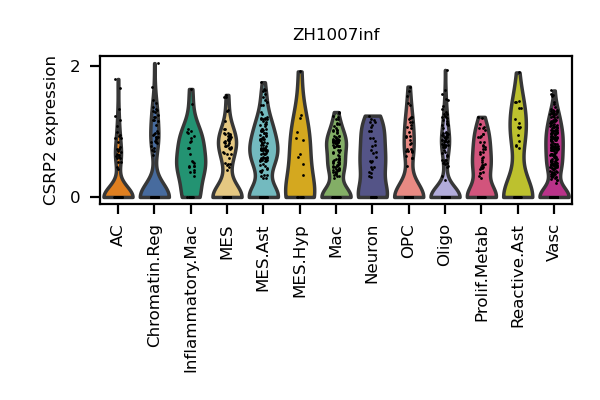 ZH1007inf
CSRP2 expression
2
0
AC
Chromatin.Reg
Inflammatory.Mac
MES
MES.Ast
MES.Hyp
Mac
Neuron
OPC
Oligo
Prolif.Metab
Reactive.Ast
Vasc